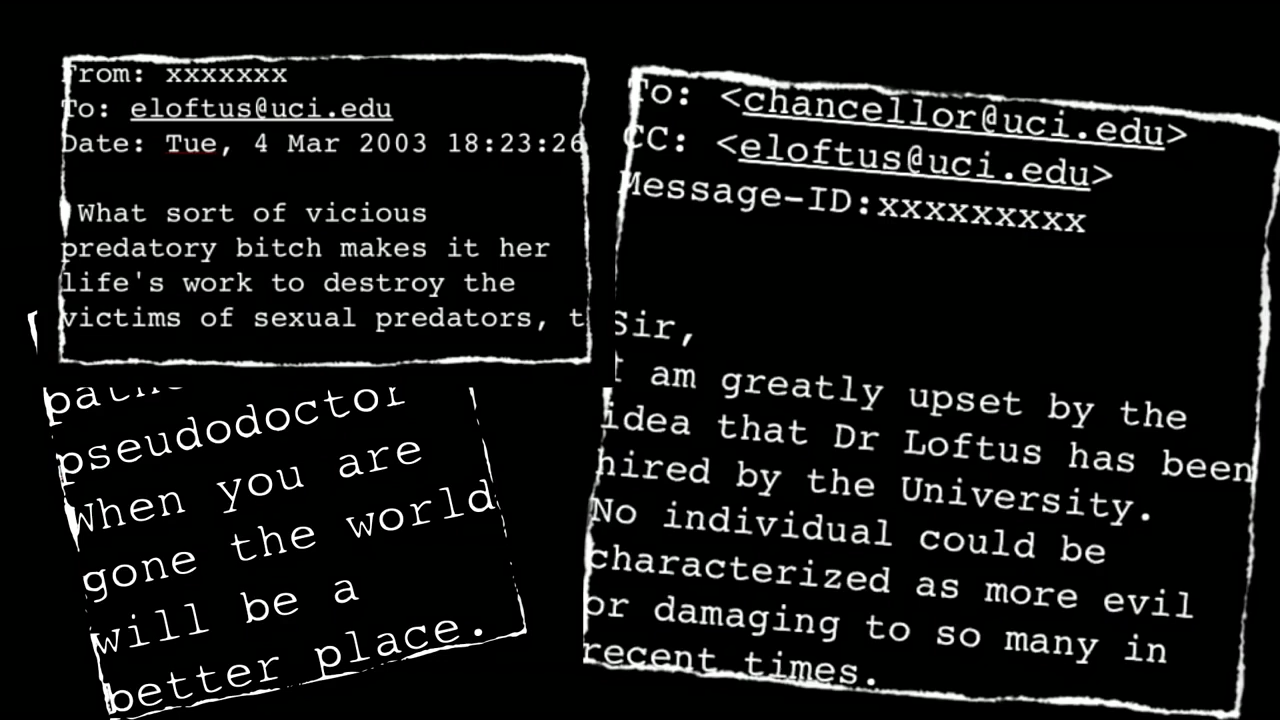 From: xxxxxxx
To: eloftus@uci.edu
Date: Tue, 4 Mar 2003 18:23:26
What sort of vicious
predatory bitch makes it her
life's work to destroy the
victims of sexual predators, t
pseudodoctor
When you are
gone the world
will be a
better place.
To: <chancellor@uci.edu>
CC: <eloftus@uci.edu>
Message-ID:xxxxxxxxx
Sir,
I am greatly upset by the
idea that Dr Loftus has been
hired by the University.
No individual could be
characterized as more evil
or damaging to so many in
recent times.